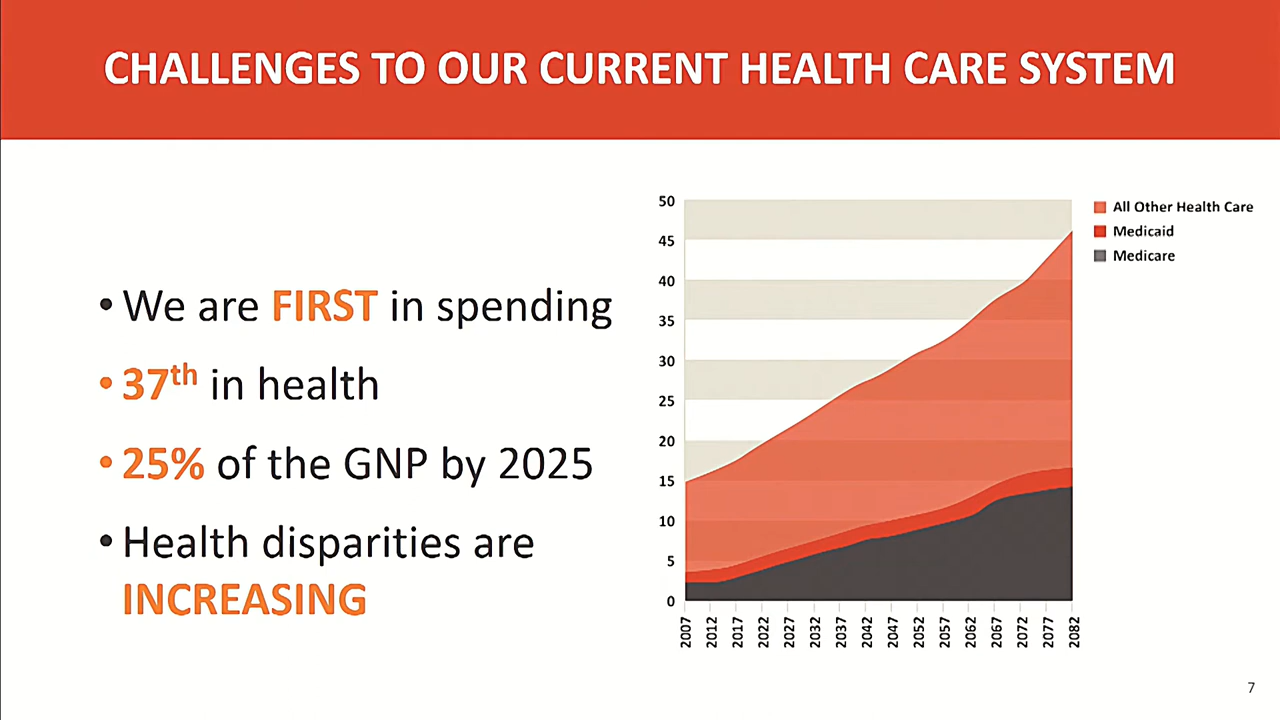 CHALLENGES TO OUR CURRENT HEALTH CARE SYSTEM
• We are FIRST in spending
• 37th in health
• 25% of the GNP by 2025
• Health disparities are
INCREASING
50
45
40
35
30
25
20
15
10
5
0
2007 2012 2017 2022 2027 2032 2037 2042 2047 2052 2057 2062 2067 2072 2077 2082
All Other Health Care
Medicaid
Medicare
7